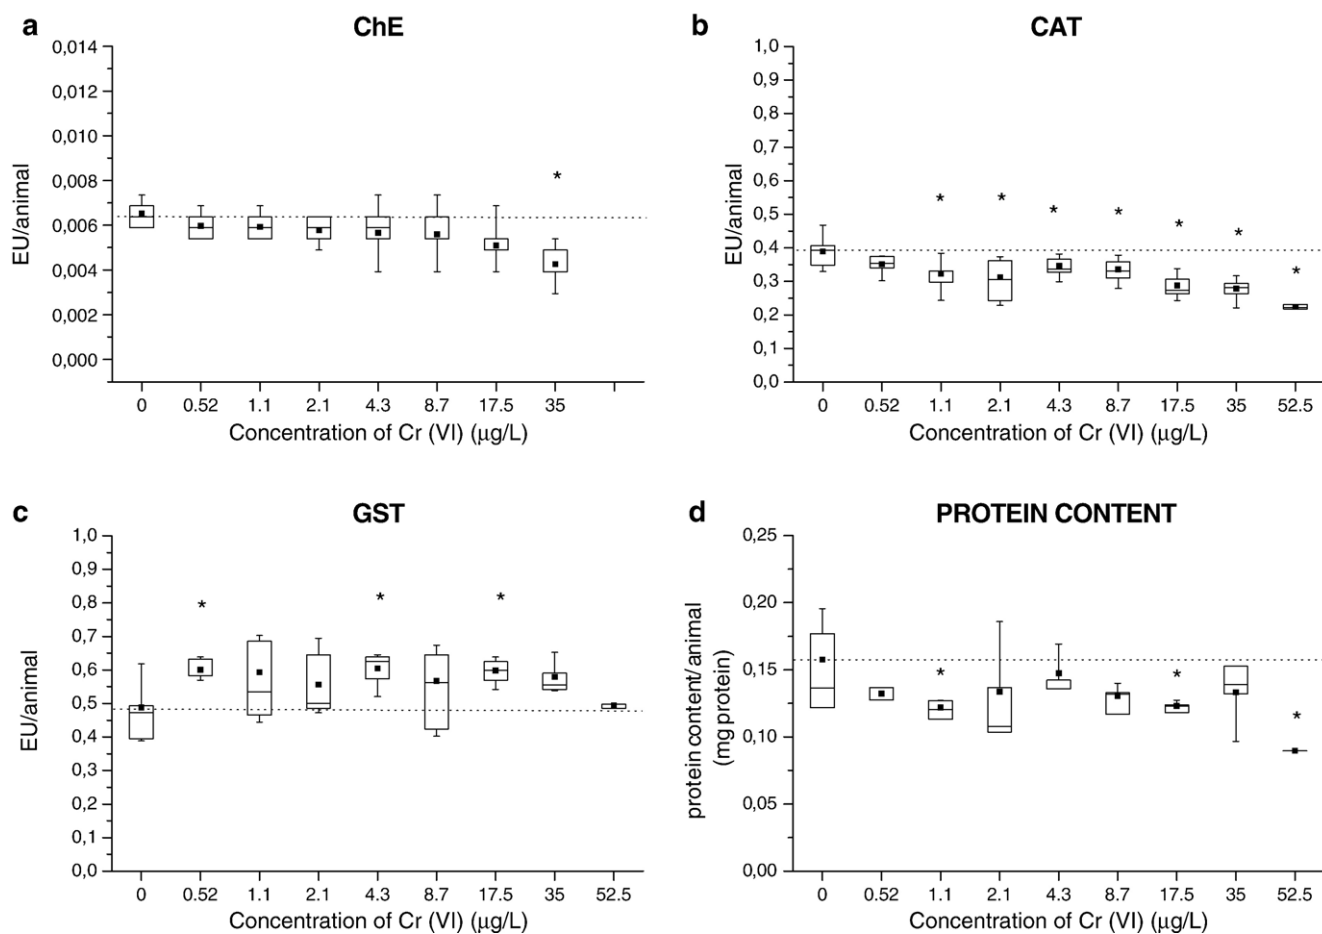 a
ChE
0,014
0,012
0,010
0,008
0,006
0,004
0,002
0,000
EU/animal
*
0 0.52 1.1 2.1 4.3 8.7 17.5 35
Concentration of Cr (VI) (µg/L)
b
CAT
1,0
0,9
0,8
0,7
0,6
0,5
0,4
0,3
0,2
0,1
0,0
EU/animal
* * * * * * *
0 0.52 1.1 2.1 4.3 8.7 17.5 35 52.5
Concentration of Cr (VI) (µg/L)
c
GST
1,0
0,9
0,8
0,7
0,6
0,5
0,4
0,3
0,2
0,1
0,0
EU/animal
* * *
0 0.52 1.1 2.1 4.3 8.7 17.5 35 52.5
Concentration of Cr (VI) (µg/L)
d
PROTEIN CONTENT
0,25
0,20
0,15
0,10
0,05
0,00
protein content/animal
(mg protein)
* * *
0 0.52 1.1 2.1 4.3 8.7 17.5 35 52.5
Concentration of Cr (VI) (µg/L)